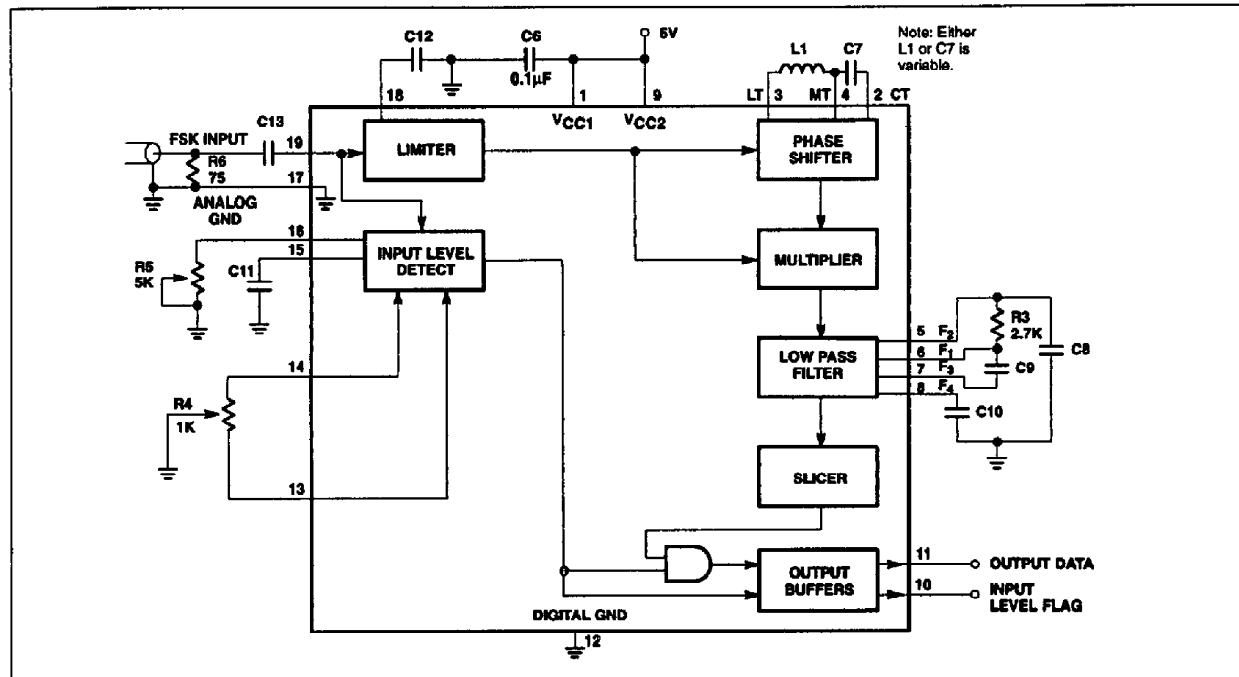 C12
C6
0.1µF
5V
L1
C7
Note: Either
L1 or C7 is
variable.
18
1
9
LT 3
MT 4
2 CT
VCC1
VCC2
C13
19
FSK INPUT
R6
75
17
ANALOG
GND
LIMITER
PHASE
SHIFTER
16
15
R5
5K
C11
INPUT LEVEL
DETECT
MULTIPLIER
14
R4
1K
13
LOW PASS
FILTER
5 F2
6 F1
7 F3
8 F4
R3
2.7K
C9
C8
C10
SLICER
OUTPUT
BUFFERS
11
OUTPUT DATA
10
INPUT
LEVEL FLAG
DIGITAL GND
12